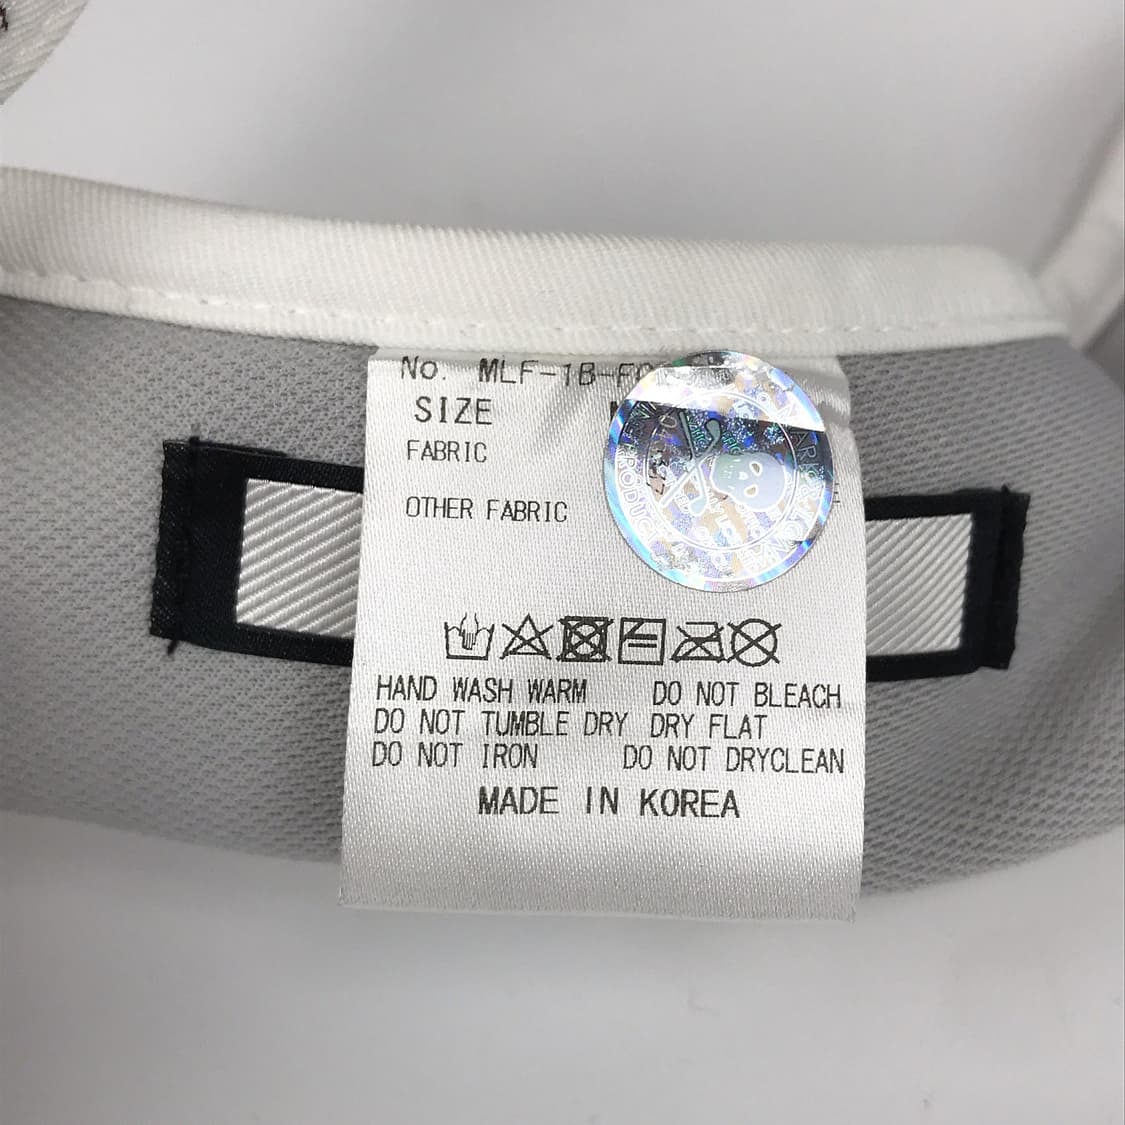 No. MLF-1B-
SIZE
FABRIC
OTHER FABRIC
HAND WASH WARM DO NOT BLEACH
DO NOT TUMBLE DRY DRY FLAT
DO NOT IRON DO NOT DRYCLEAN
MADE IN KOREA